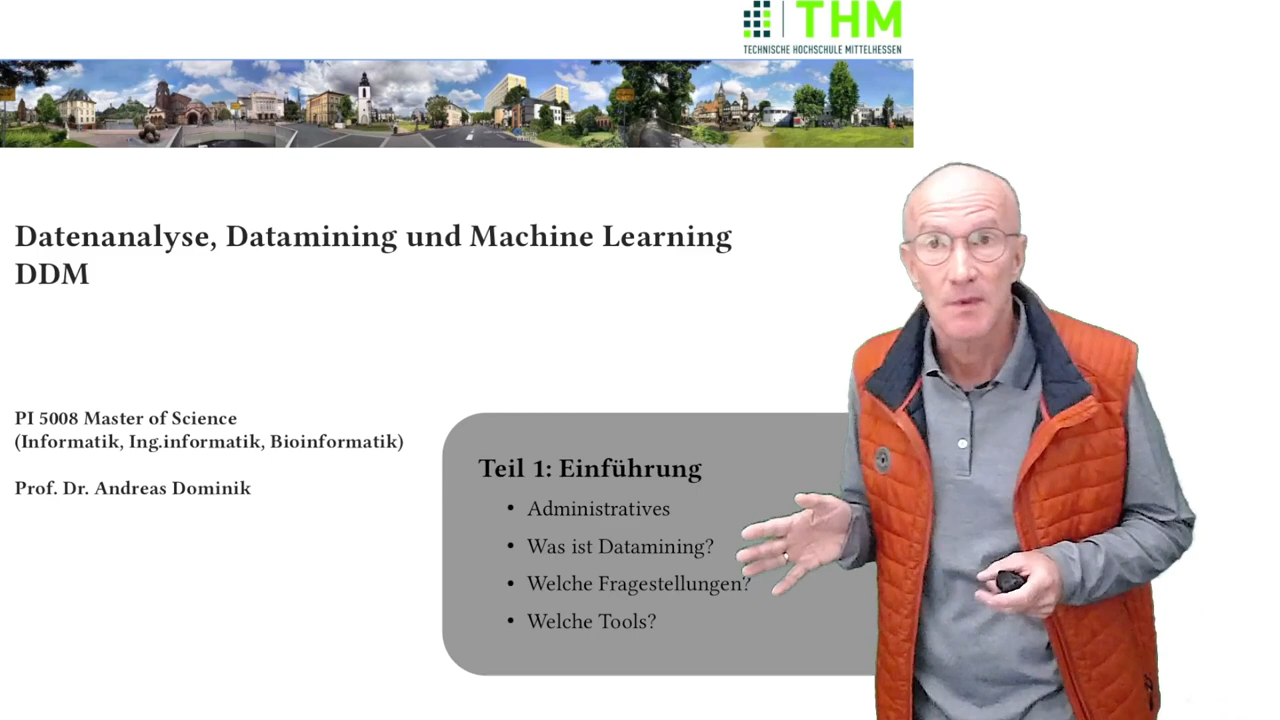 THM
TECHNISCHE HOCHSCHULE MITTELHESSEN
Datenanalyse, Datamining und Machine Learning
DDM
PI 5008 Master of Science
(Informatik, Ing.informatik, Bioinformatik)
Prof. Dr. Andreas Dominik
Teil 1: Einführung
• Administratives
• Was ist Datamining?
• Welche Fragestellungen?
• Welche Tools?